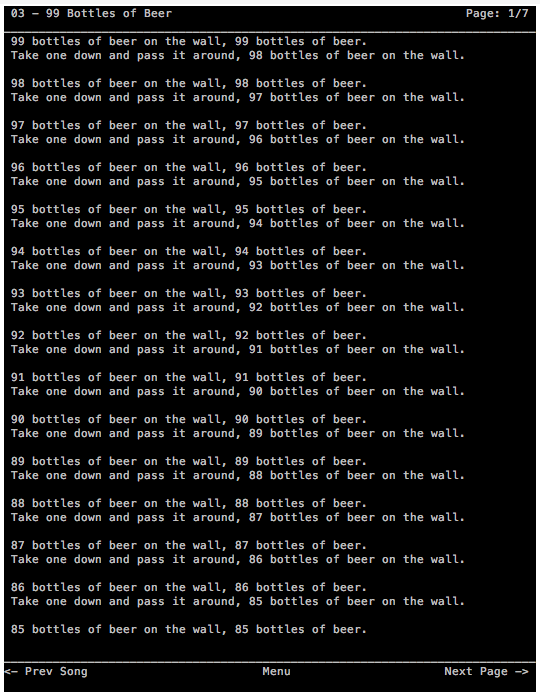 03 – 99 Bottles of Beer Page: 1/7
99 bottles of beer on the wall, 99 bottles of beer.
Take one down and pass it around, 98 bottles of beer on the wall.
98 bottles of beer on the wall, 98 bottles of beer.
Take one down and pass it around, 97 bottles of beer on the wall.
97 bottles of beer on the wall, 97 bottles of beer.
Take one down and pass it around, 96 bottles of beer on the wall.
96 bottles of beer on the wall, 96 bottles of beer.
Take one down and pass it around, 95 bottles of beer on the wall.
95 bottles of beer on the wall, 95 bottles of beer.
Take one down and pass it around, 94 bottles of beer on the wall.
94 bottles of beer on the wall, 94 bottles of beer.
Take one down and pass it around, 93 bottles of beer on the wall.
93 bottles of beer on the wall, 93 bottles of beer.
Take one down and pass it around, 92 bottles of beer on the wall.
92 bottles of beer on the wall, 92 bottles of beer.
Take one down and pass it around, 91 bottles of beer on the wall.
91 bottles of beer on the wall, 91 bottles of beer.
Take one down and pass it around, 90 bottles of beer on the wall.
90 bottles of beer on the wall, 90 bottles of beer.
Take one down and pass it around, 89 bottles of beer on the wall.
89 bottles of beer on the wall, 89 bottles of beer.
Take one down and pass it around, 88 bottles of beer on the wall.
88 bottles of beer on the wall, 88 bottles of beer.
Take one down and pass it around, 87 bottles of beer on the wall.
87 bottles of beer on the wall, 87 bottles of beer.
Take one down and pass it around, 86 bottles of beer on the wall.
86 bottles of beer on the wall, 86 bottles of beer.
Take one down and pass it around, 85 bottles of beer on the wall.
85 bottles of beer on the wall, 85 bottles of beer.
<– Prev Song Menu Next Page –>